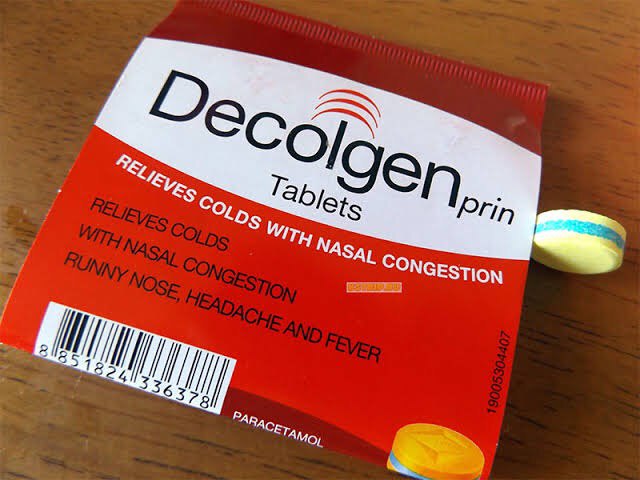 Decolgen prin
Tablets
RELIEVES COLDS WITH NASAL CONGESTION
RELIEVES COLDS
WITH NASAL CONGESTION
RUNNY NOSE, HEADACHE AND FEVER
8 851824 336378
PARACETAMOL
19005304407